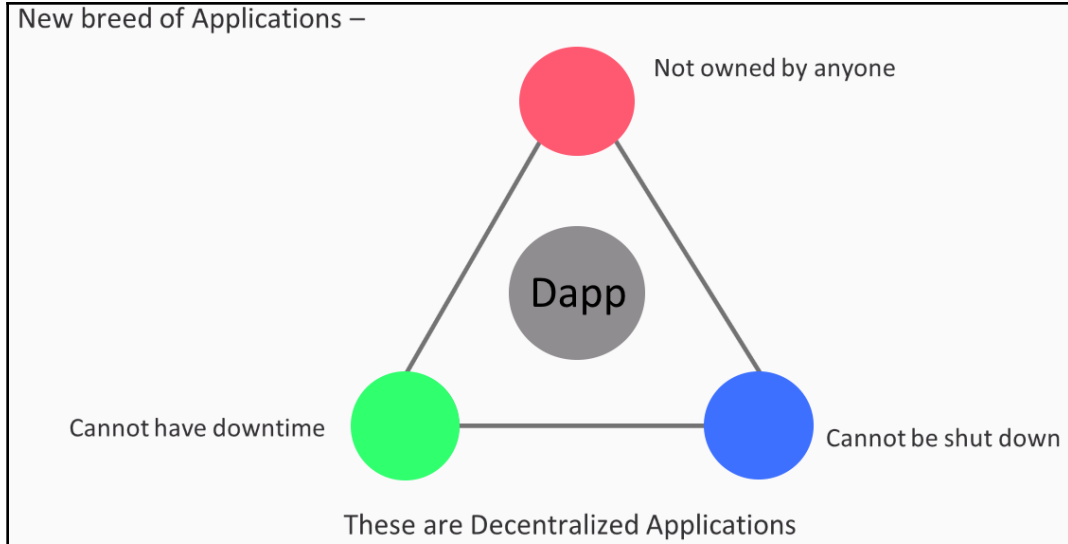 New breed of Applications –
Not owned by anyone
Dapp
Cannot have downtime
Cannot be shut down
These are Decentralized Applications